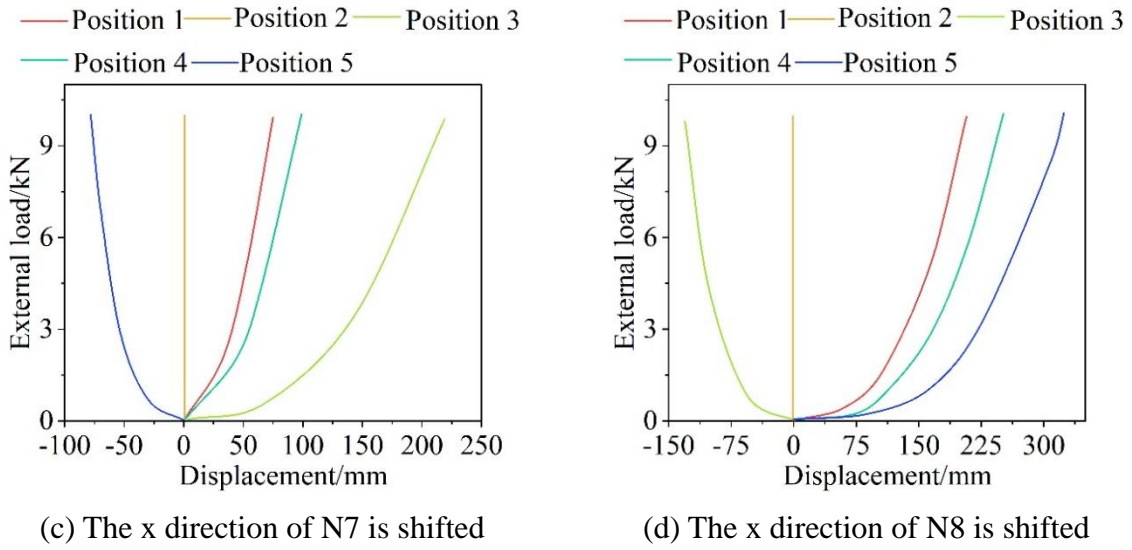 Position 1 Position 2 Position 3
Position 4 Position 5
External load/kN
9
6
3
0
-100 -50 0 50 100 150 200 250
Displacement/mm
(c) The x direction of N7 is shifted
Position 1 Position 2 Position 3
Position 4 Position 5
External load/kN
9
6
3
0
-150 -75 0 75 150 225 300
Displacement/mm
(d) The x direction of N8 is shifted